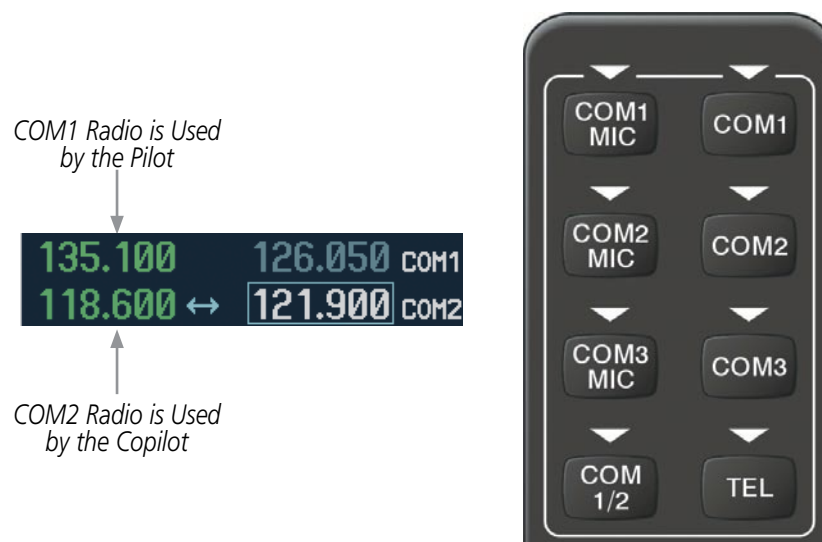 COM1 Radio is Used
by the Pilot
135.100 126.050 COM1
118.600 ↔ 121.900 COM2
COM2 Radio is Used
by the Copilot
COM1
MIC
COM1
COM2
MIC
COM2
COM3
MIC
COM3
COM
1/2
TEL